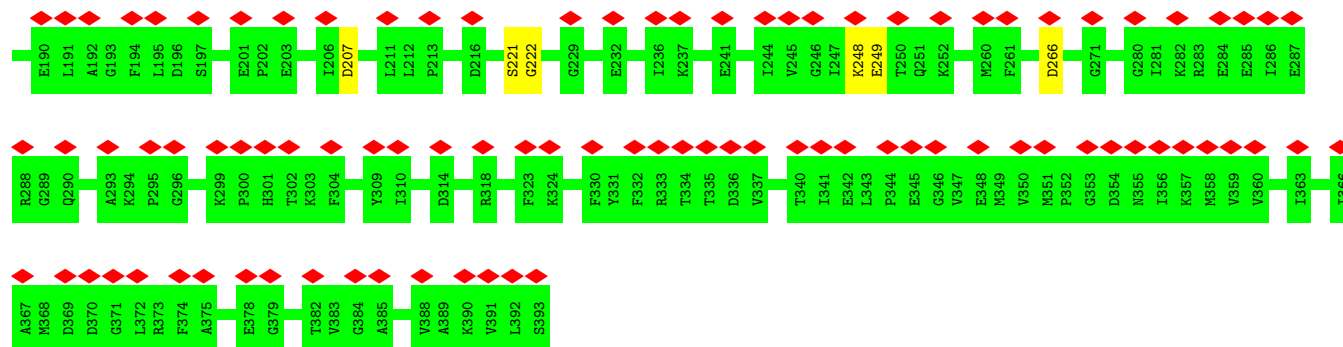 E190 L191 A192 G193 F194 L195 D196 S197 E201 P202 E203 I206 D207 L211 L212 P213 D216 S221 G222 G229 E232 I236 K237 E241 I244 V245 G246 I247 K248 E249 T250 Q251 K252 M260 F261 D266 G271 G280 I281 K282 R283 E284 E285 I286 E287
R288 G289 Q290 A293 K294 P295 G296 K299 P300 H301 T302 K303 F304 Y309 I310 D314 R318 F323 K324 F330 Y331 F332 R333 T334 T335 D336 V337 T340 I341 E342 L343 P344 E345 G346 V347 E348 M349 V350 M351 P352 G353 D354 N355 I356 K357 M358 V359 V360 I363
A367 M368 D369 D370 G371 L372 R373 F374 A375 E378 G379 T382 V383 G384 A385 V388 A389 K390 V391 L392 S393